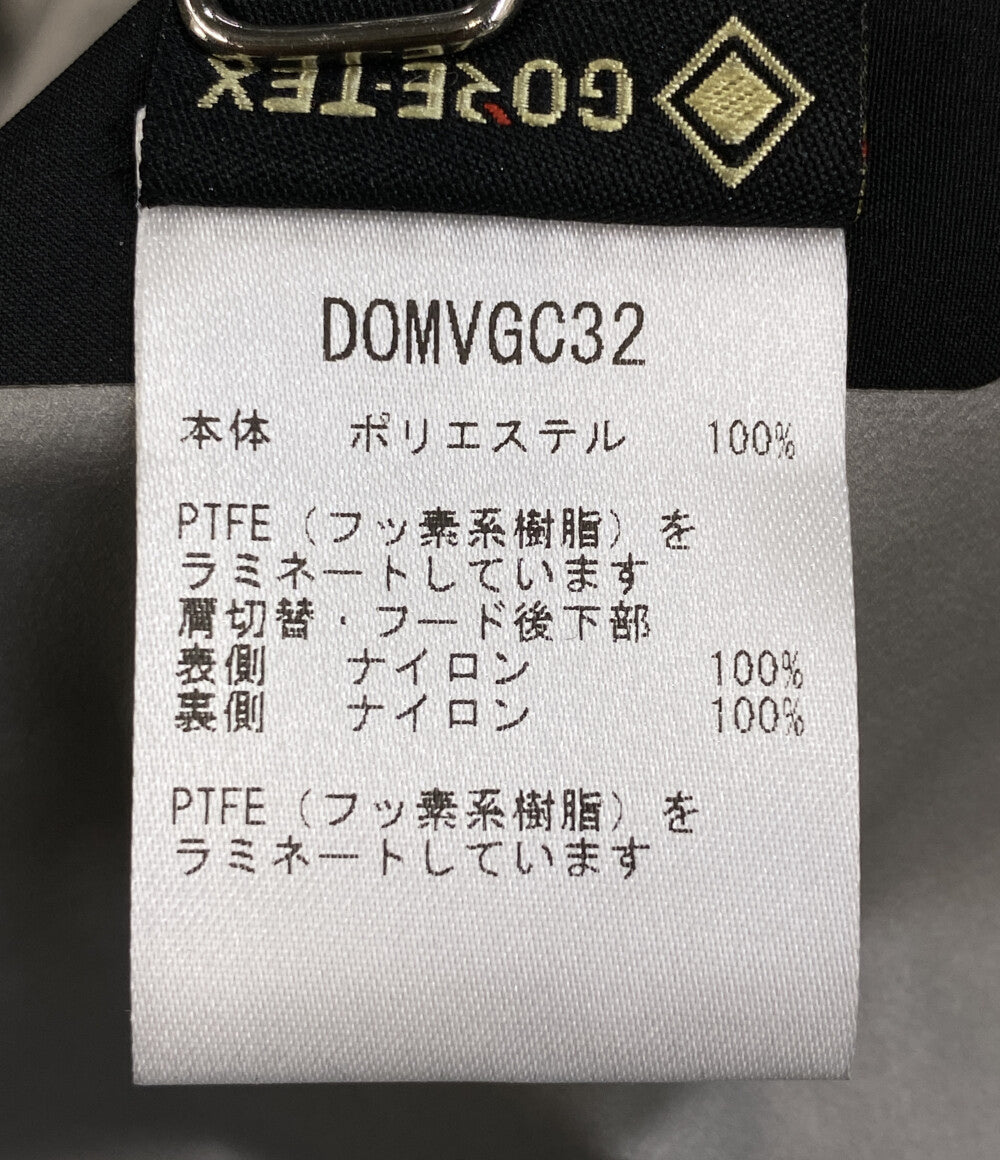 GORE-TEX
DOMVGC32
本体 ポリエステル 100%
PTFE（フッ素系樹脂）を
ラミネートしています
肩切替・フード後下部
表側 ナイロン 100%
裏側 ナイロン 100%
PTFE（フッ素系樹脂）を
ラミネートしています